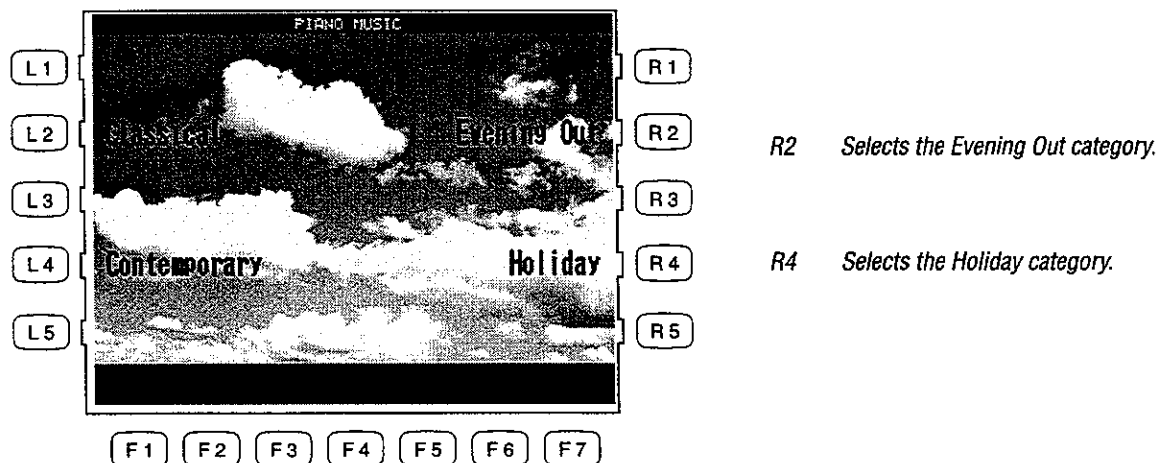 PIANO MUSIC
L1
R1
L2
Classical
Evening Out
R2
R2 Selects the Evening Out category.
L3
R3
L4
Contemporary
Holiday
R4
R4 Selects the Holiday category.
L5
R5
F1 F2 F3 F4 F5 F6 F7